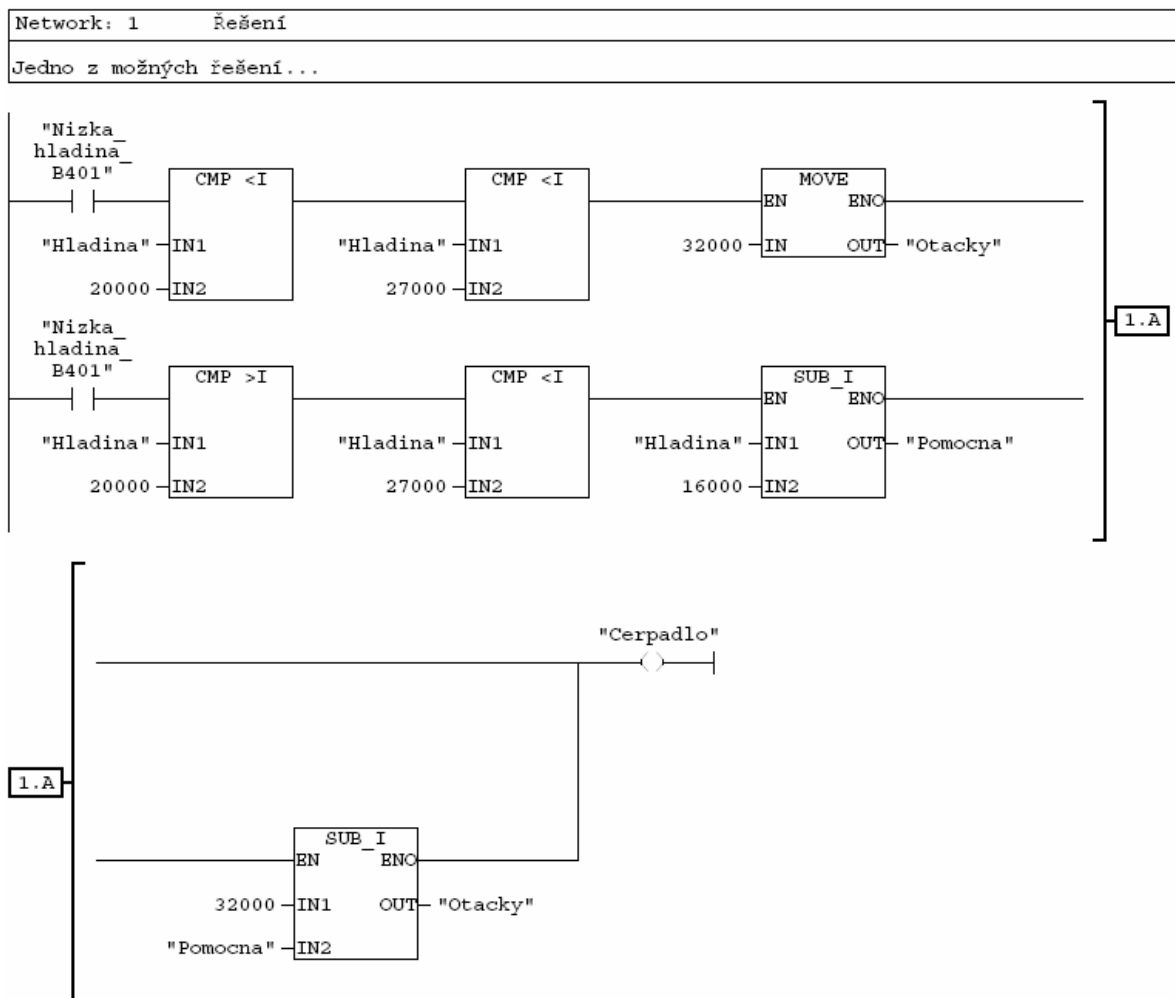 Network: 1 Řešení
Jedno z možných řešení...
"Nizka_
hladina_
B401"
CMP <I
CMP <I
MOVE
EN ENO
"Hladina" IN1
"Hladina" IN1
32000 IN OUT "Otacky"
20000 IN2
27000 IN2
"Nizka_
hladina_
B401"
1.A
CMP >I
CMP <I
SUB_I
EN ENO
"Hladina" IN1
"Hladina" IN1
"Hladina" IN1 OUT "Pomocna"
20000 IN2
27000 IN2
16000 IN2
"Cerpadlo"
1.A
SUB_I
EN ENO
32000 IN1 OUT "Otacky"
"Pomocna" IN2